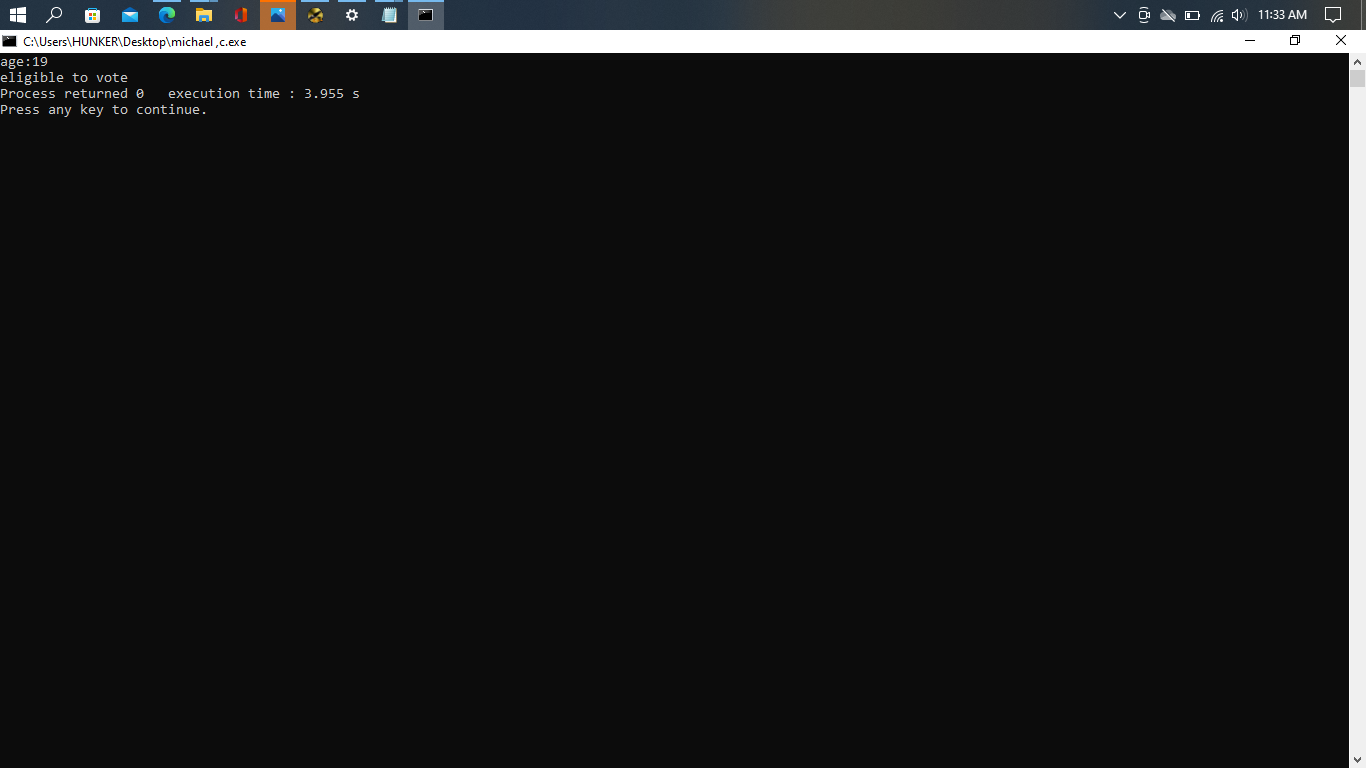 11:33 AM
C:\Users\HUNKER\Desktop\michael ,c.exe
age:19
eligible to vote
Process returned 0   execution time : 3.955 s
Press any key to continue.